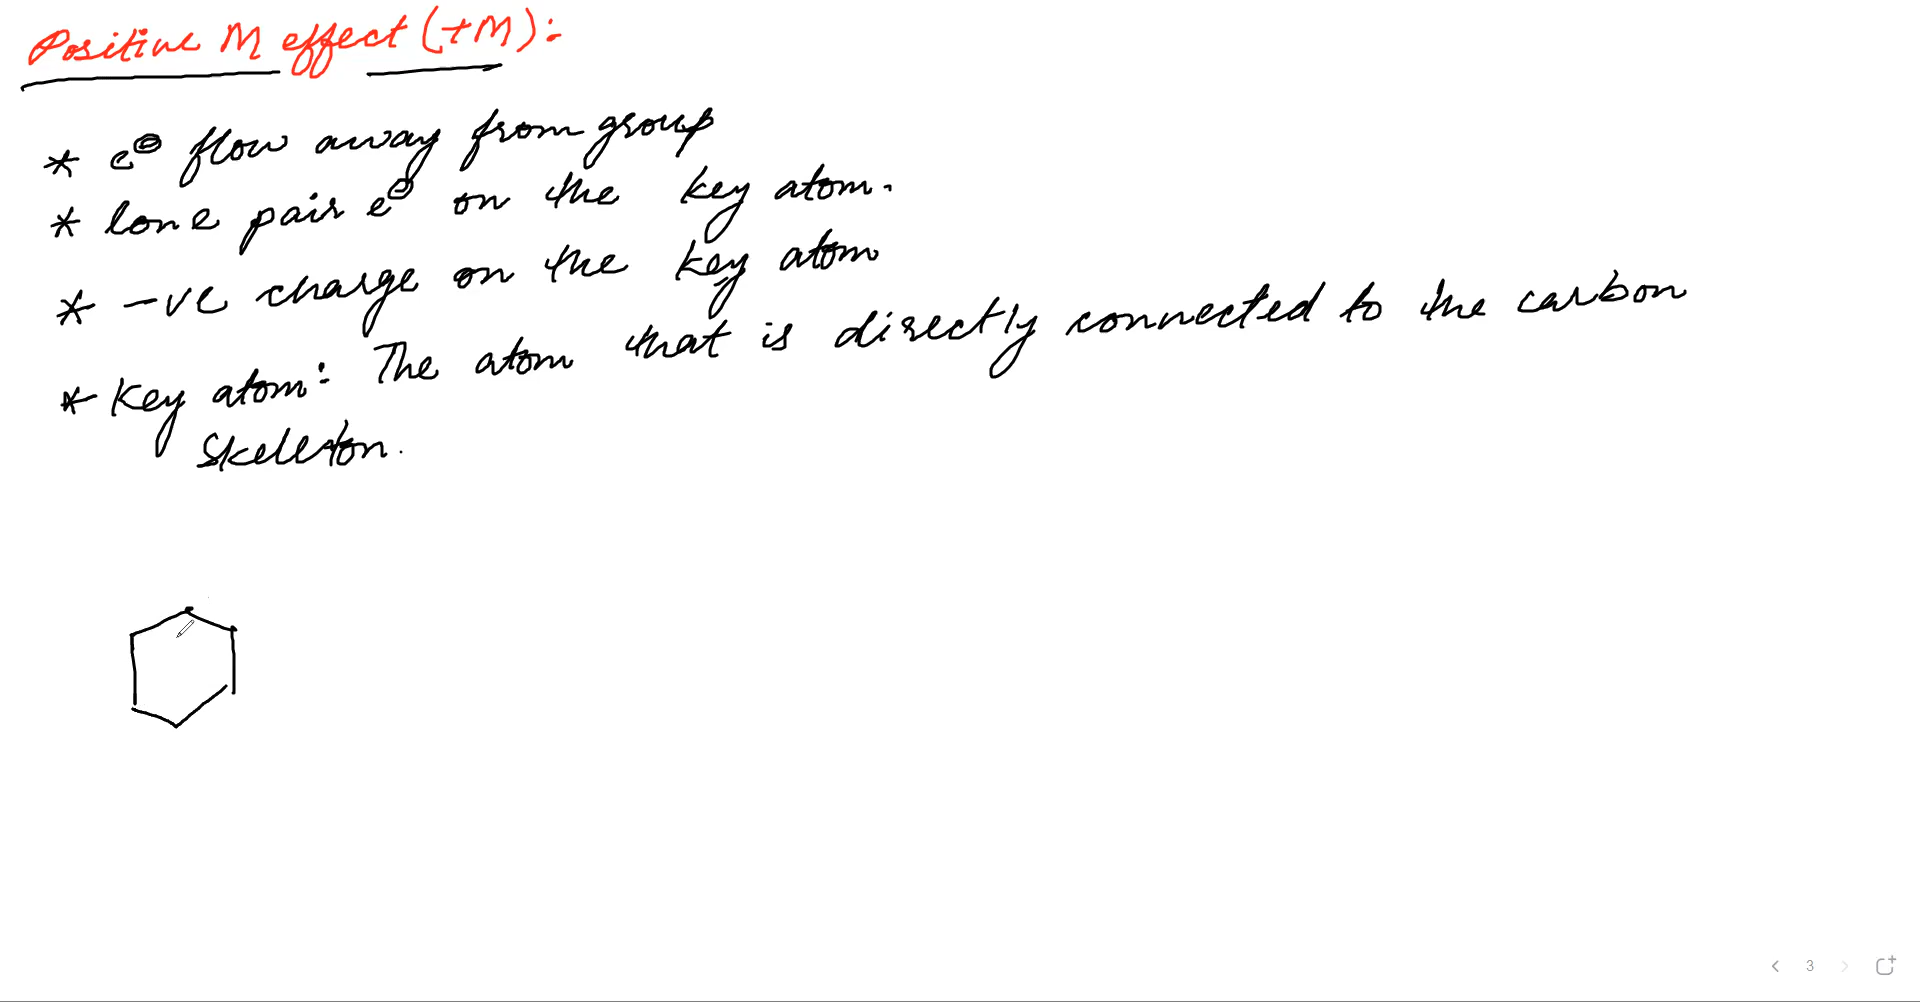 Positive M effect (+M):
* e⊖ flow away from group
* lone pair e⊖ on the key atom.
* -ve charge on the key atom
* Key atom: The atom that is directly connected to the carbon
skeleton.
3